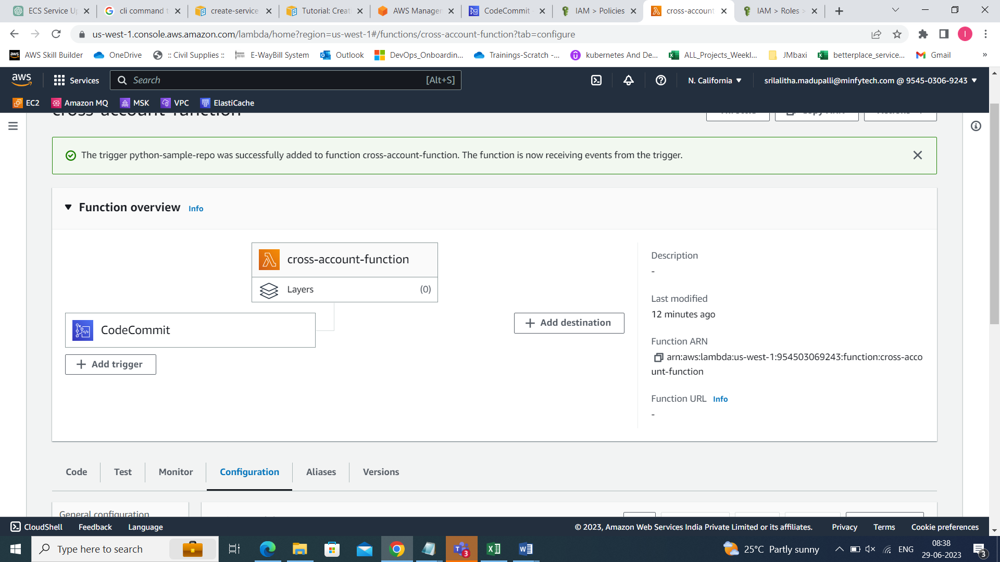 ECS Service Up
cli command t
create-service
Tutorial: Creat
AWS Manager
CodeCommit -
IAM > Policies
cross-account
IAM > Roles >
us-west-1.console.aws.amazon.com/lambda/home?region=us-west-1#/functions/cross-account-function?tab=configure
I
AWS Skill Builder
OneDrive
:: Civil Supplies ::
E-WayBill System
Outlook
DevOps_Onboardin...
Trainings-Scratch -...
kubernetes And De...
ALL_Projects_Weekl...
JMbaxi
betterplace_service...
Gmail
»
aws
Services
Search
[Alt+S]
N. California
srilalitha.madupalli@minfytech.com @ 9545-0306-9243
EC2
Amazon MQ
MSK
VPC
ElastiCache
cross-account-function
The trigger python-sample-repo was successfully added to function cross-account-function. The function is now receiving events from the trigger.
Function overview
Info
cross-account-function
Layers
(0)
CodeCommit
+ Add trigger
+ Add destination
Description
-
Last modified
12 minutes ago
Function ARN
arn:aws:lambda:us-west-1:954503069243:function:cross-acco
unt-function
Function URL
Info
-
Code
Test
Monitor
Configuration
Aliases
Versions
General configuration
CloudShell
Feedback
Language
© 2023, Amazon Web Services India Private Limited or its affiliates.
Privacy
Terms
Cookie preferences
Type here to search
3
25°C Partly sunny
ENG
08:38
29-06-2023
3